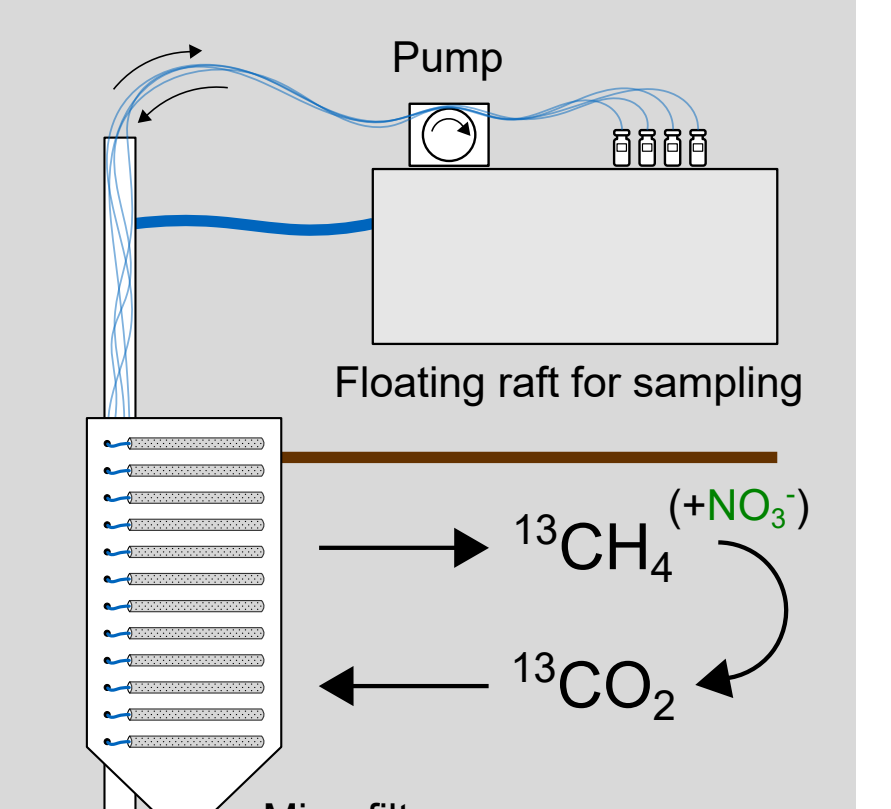 Pump
Floating raft for sampling
(+NO₃⁻)
¹³CH₄
¹³CO₂